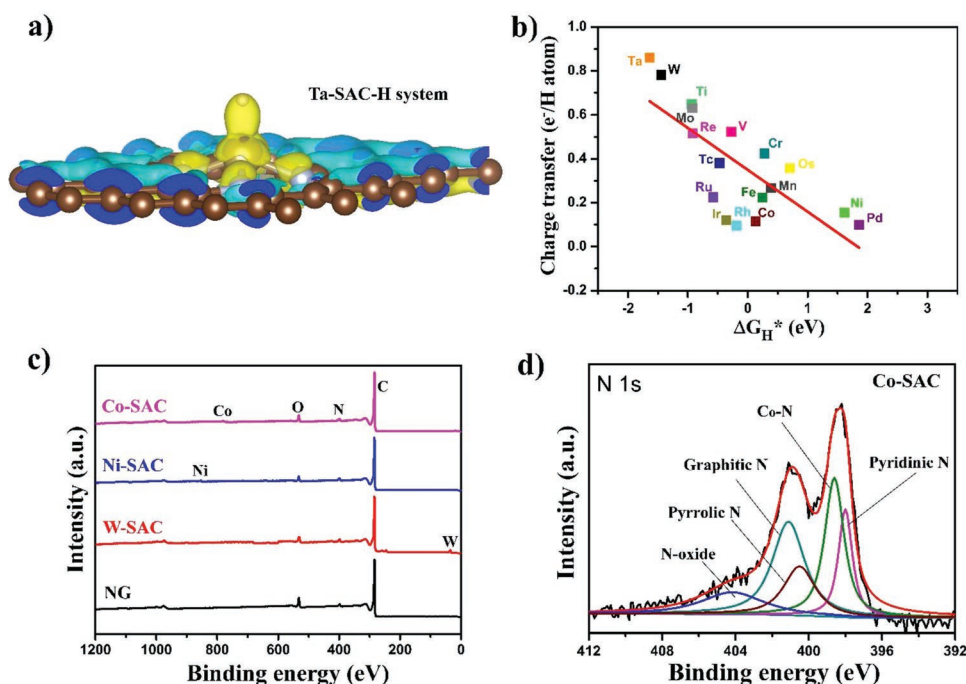 a)
Ta-SAC-H system
b)
Charge transfer (e⁻/H atom)
1.0
0.8
0.6
0.4
0.2
0.0
0.2
-2
-1
0
1
2
3
ΔG_H* (eV)
Ta
W
Ti
Mo
Re
V
Cr
Tc
Os
Ru
Fe
Mn
Ir
Rh
Co
Ni
Pd
c)
Intensity (a.u.)
Co-SAC
Co
O
N
C
Ni-SAC
Ni
W-SAC
W
NG
1200
1000
800
600
400
200
0
Binding energy (eV)
d)
N 1s
Co-SAC
Intensity (a.u.)
Co-N
Graphitic N
Pyridinic N
Pyrrolic N
N-oxide
412
408
404
400
396
392
Binding energy (eV)